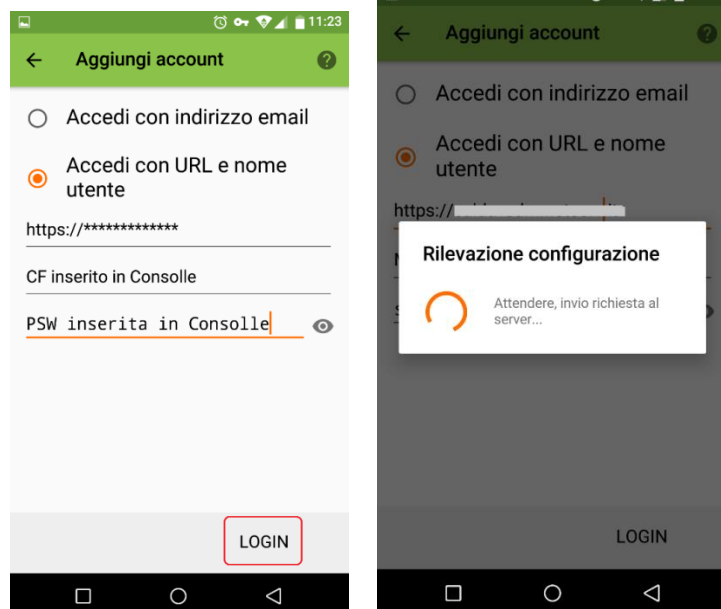 11:23
Aggiungi account
Accedi con indirizzo email
Accedi con URL e nome
utente
https://*************
CF inserito in Consolle
PSW inserita in Consolle
LOGIN
Aggiungi account
Accedi con indirizzo email
Accedi con URL e nome
utente
https://
Rilevazione configurazione
Attendere, invio richiesta al
server...
LOGIN